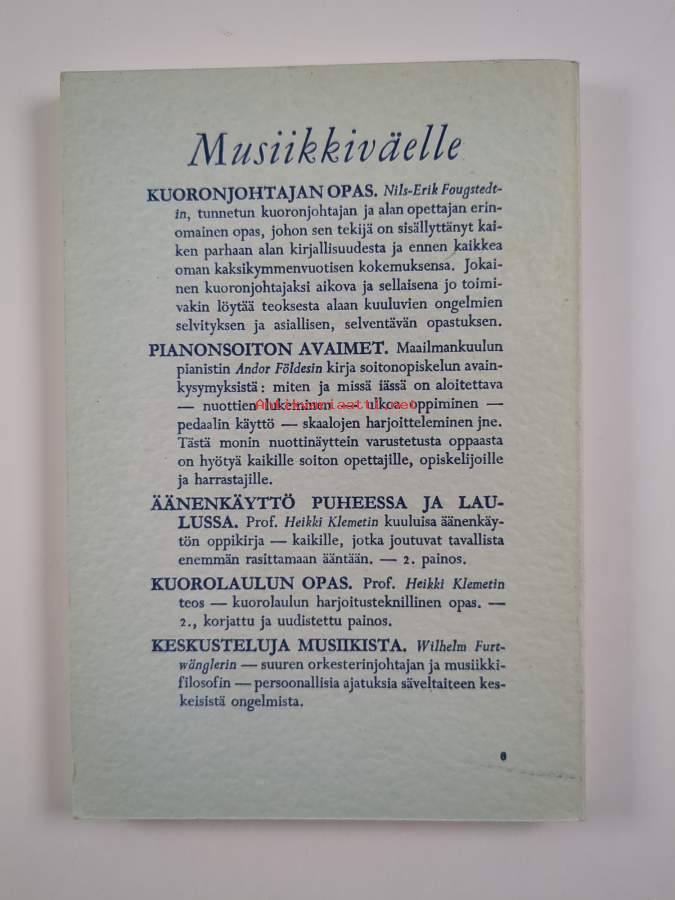 Musiikkiväelle
KUORONJOHTAJAN OPAS. Nils-Erik Fougstedt-
in, tunnetun kuoronjohtajan ja alan opettajan erin-
omainen opas, johon sen tekijä on sisällyttänyt kai-
ken parhaan alan kirjallisuudesta ja ennen kaikkea
oman kaksikymmenvuotisen kokemuksensa. Jokai-
nen kuoronjohtajaksi aikova ja sellaisena jo toimi-
vakin löytää teoksesta alaan kuuluvien ongelmien
selvityksen ja asiallisen, selventävän opastuksen.
PIANONSOITON AVAIMET. Maailmankuulun
pianistin Andor Földesin kirja soitonopiskelun avain-
kysymyksistä: miten ja missä iässä on aloitettava
— nuottien lukeminen — ulkoa oppiminen —
Antikvariaatti.net
pedaalin käyttö — skaalojen harjoitteleminen jne.
Tästä monin nuottinäyttein varustetusta oppaasta
on hyötyä kaikille soiton opettajille, opiskelijoille
ja harrastajille.
ÄÄNENKÄYTTÖ PUHEESSA JA LAU-
LUSSA. Prof. Heikki Klemetin kuuluisa äänenkäy-
tön oppikirja — kaikille, jotka joutuvat tavallista
enemmän rasittamaan ääntään. — 2. painos.
KUOROLAULUN OPAS. Prof. Heikki Klemetin
teos — kuorolaulun harjoitusteknillinen opas. —
2., korjattu ja uudistettu painos.
KESKUSTELUJA MUSIIKISTA. Wilhelm Furt-
wänglerin — suuren orkesterinjohtajan ja musiikki-
filosofin — persoonallisia ajatuksia säveltaiteen kes-
keisistä ongelmista.
6